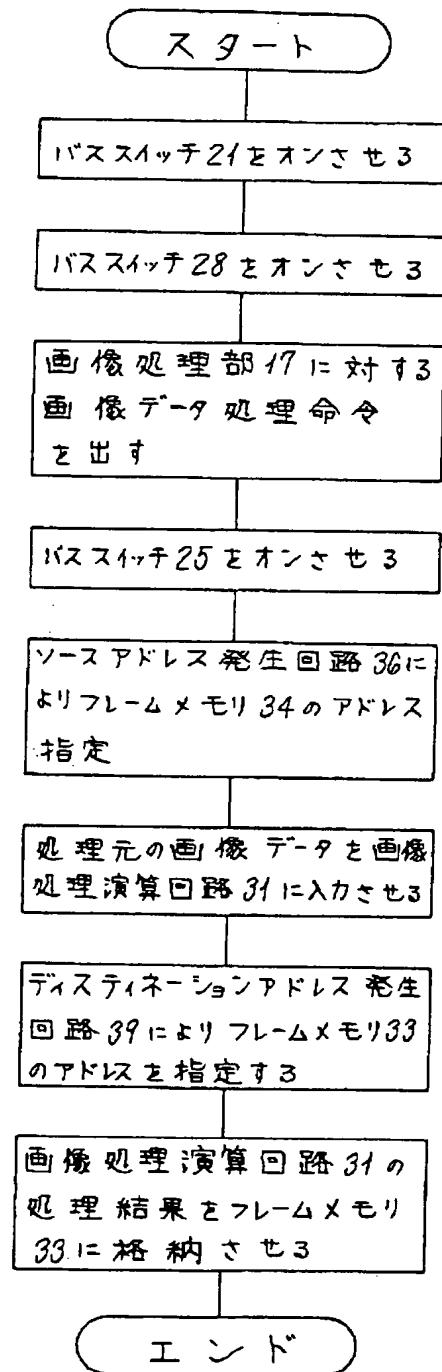 スタート
バススイッチ21をオンさせる
バススイッチ28をオンさせる
画像処理部17に対する
画像データ処理命令
を出す
バススイッチ25をオンさせる
ソースアドレス発生回路36に
よりフレームメモリ34のアドレス
指定
処理元の画像データを画像
処理演算回路31に入力させる
ディスティネーションアドレス発生
回路39によりフレームメモリ33
のアドレスを指定する
画像処理演算回路31の
処理結果をフレームメモリ
33に格納させる
エンド